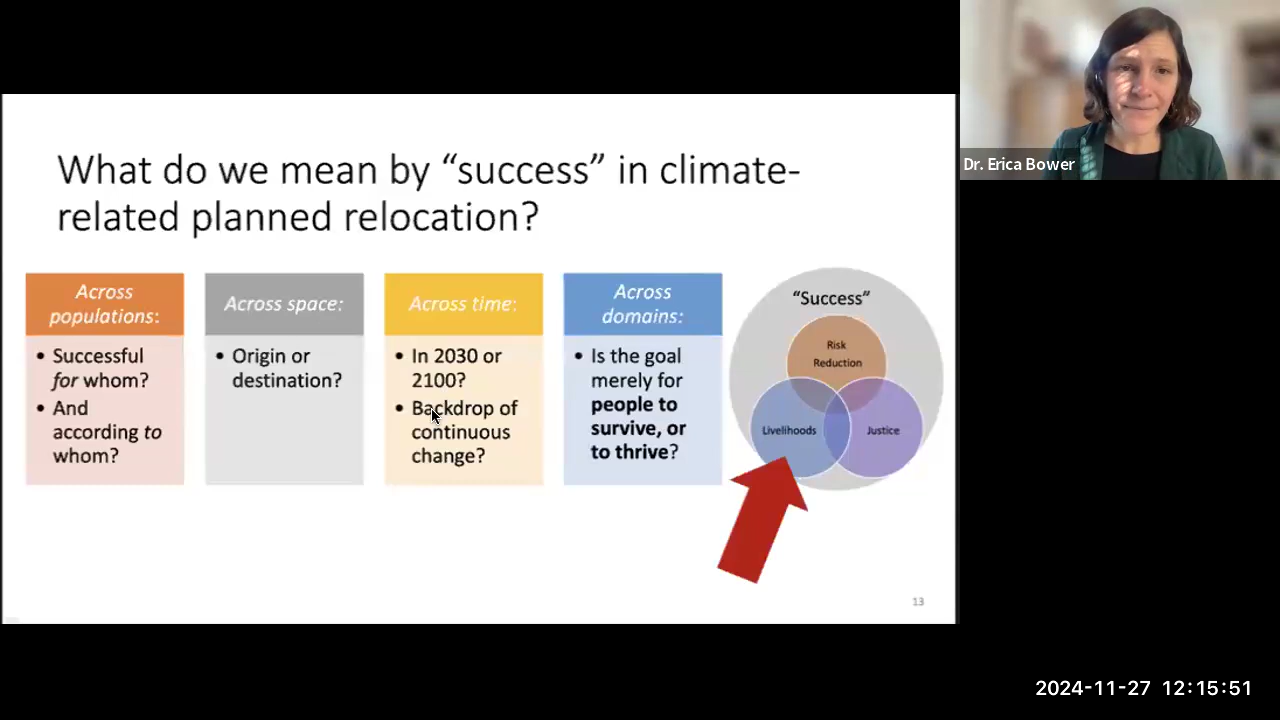 What do we mean by “success” in climate-
related planned relocation?
Across
populations:
• Successful
for whom?
• And
according to
whom?
Across space:
• Origin or
destination?
Across time:
• In 2030 or
2100?
• Backdrop of
continuous
change?
Across
domains:
• Is the goal
merely for
people to
survive, or
to thrive?
“Success”
Risk
Reduction
Livelihoods
Justice
13
Dr. Erica Bower
2024-11-27 12:15:51